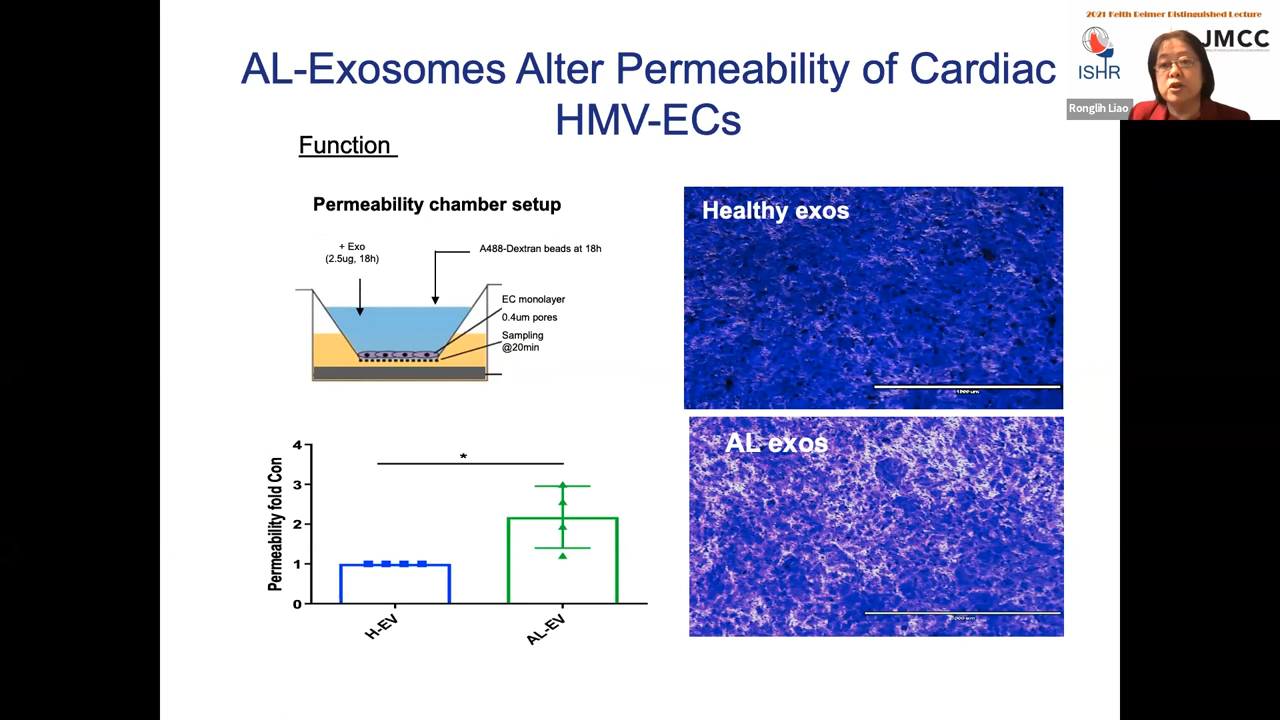 2021 Keith Reimer Distinguished Lecture
ISHR
JMCC
Ronglih Liao
AL-Exosomes Alter Permeability of Cardiac
HMV-ECs
Function
Permeability chamber setup
+ Exo
(2.5ug, 18h)
A488-Dextran beads at 18h
EC monolayer
0.4um pores
Sampling
@20min
Healthy exos
AL exos
Permeability fold Con
4
3
2
1
0
*
H-EV
AL-EV